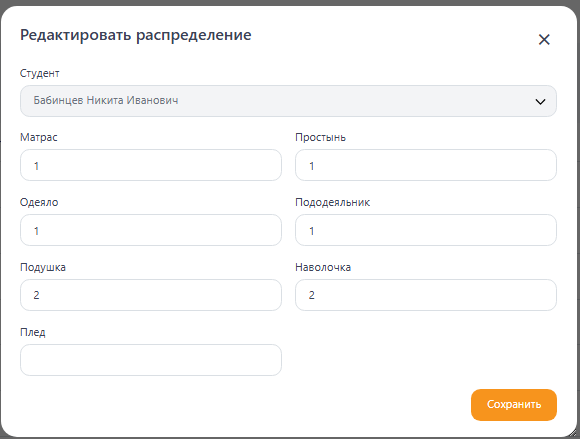 Редактировать распределение
Студент
Бабинцев Никита Иванович
Матрас
Простынь
1
1
Одеяло
Пододеяльник
1
1
Подушка
Наволочка
2
2
Плед
Сохранить